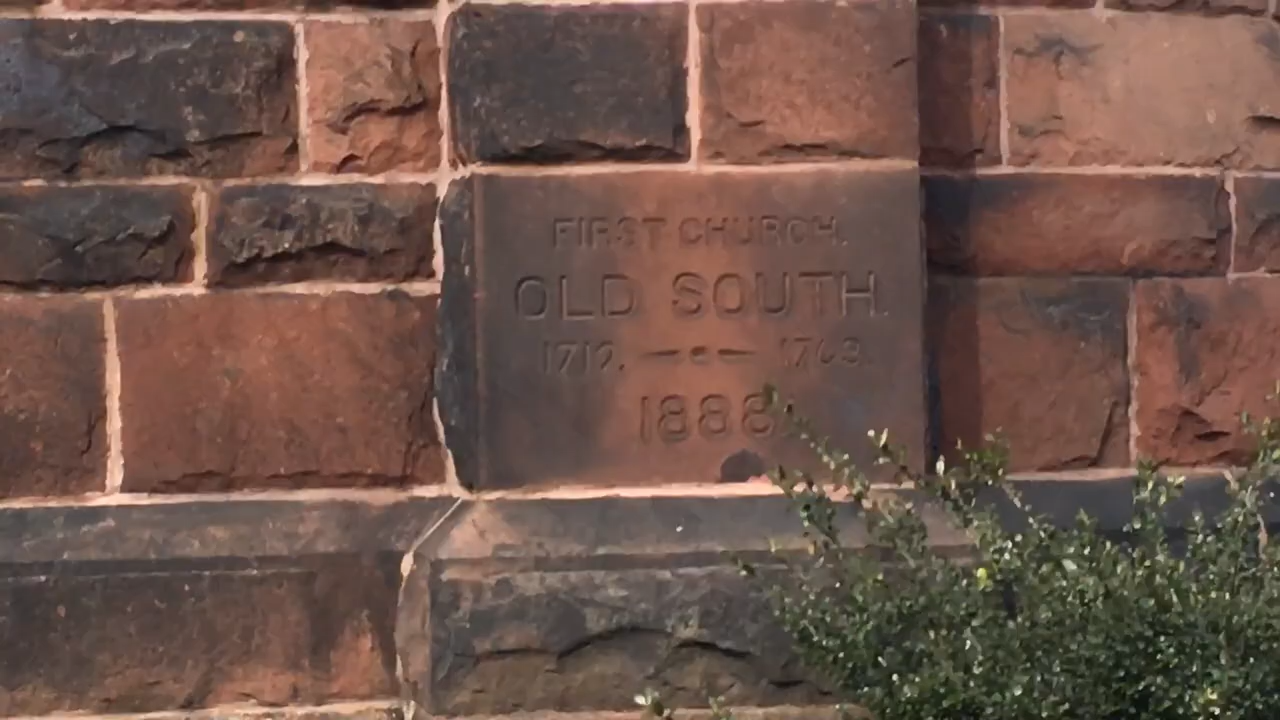 FIRST CHURCH.
OLD SOUTH.
1712. — 1763.
1888.